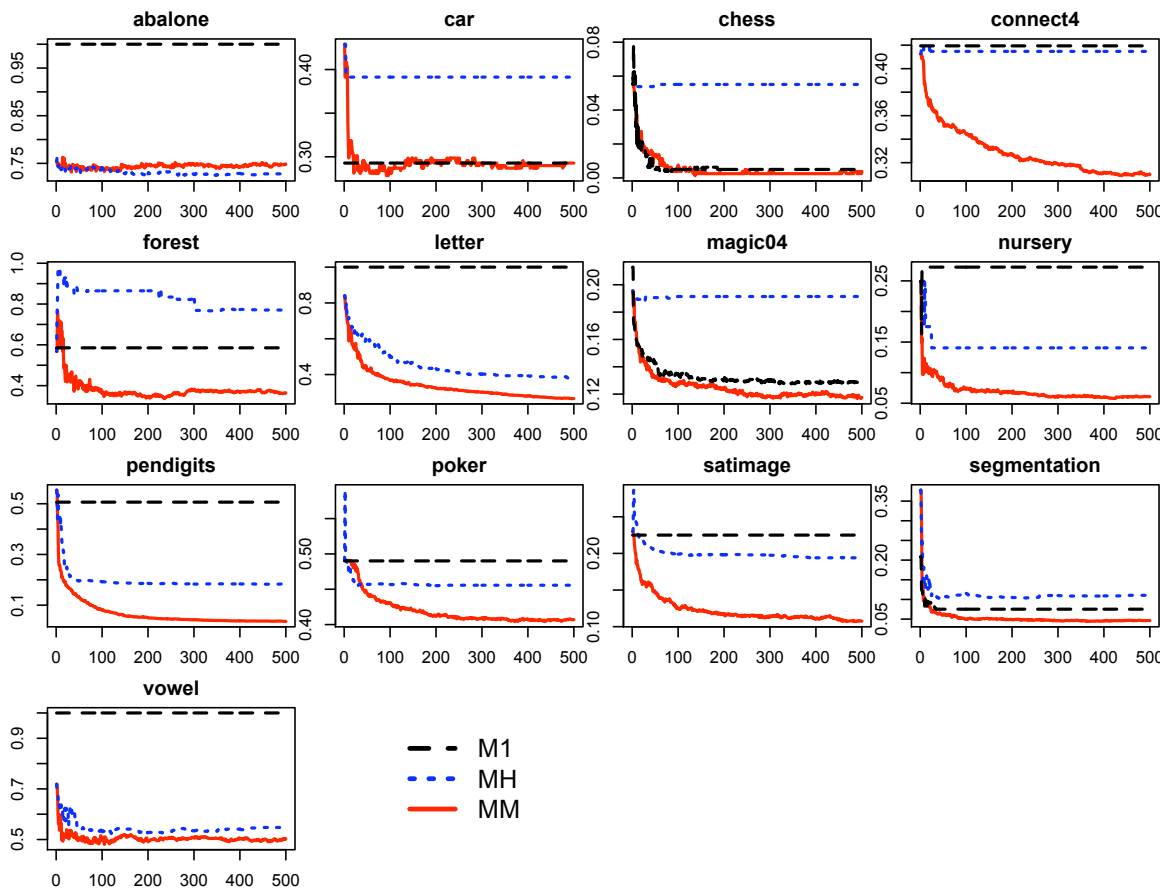 abalone car chess connect4
0.75 0.85 0.95 0.30 0.40 0.00 0.04 0.08 0.32 0.36 0.40
0 100 200 300 400 500 0 100 200 300 400 500 0 100 200 300 400 500 0 100 200 300 400 500
forest letter magic04 nursery
0.4 0.6 0.8 1.0 0.4 0.8 0.12 0.16 0.20 0.05 0.15 0.25
0 100 200 300 400 500 0 100 200 300 400 500 0 100 200 300 400 500 0 100 200 300 400 500
pendigits poker satimage segmentation
0.1 0.3 0.5 0.40 0.50 0.10 0.20 0.05 0.20 0.35
0 100 200 300 400 500 0 100 200 300 400 500 0 100 200 300 400 500 0 100 200 300 400 500
vowel
0.5 0.7 0.9
0 100 200 300 400 500
M1
MH
MM